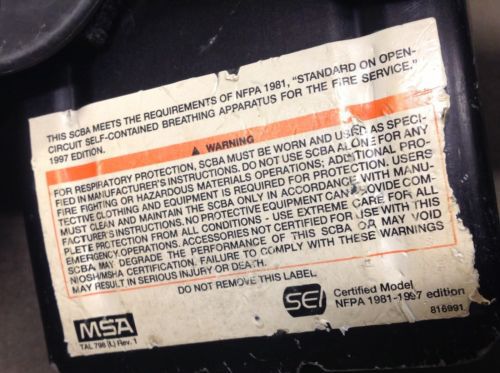 THIS SCBA MEETS THE REQUIREMENTS OF NFPA 1981, "STANDARD ON OPEN-
CIRCUIT SELF-CONTAINED BREATHING APPARATUS FOR THE FIRE SERVICE."
1997 EDITION.
▲ WARNING
FOR RESPIRATORY PROTECTION, SCBA MUST BE WORN AND USED AS SPECI-
FIED IN MANUFACTURER'S INSTRUCTIONS. DO NOT USE SCBA ALONE FOR ANY
FIRE FIGHTING OR HAZARDOUS MATERIALS OPERATIONS; ADDITIONAL PRO-
TECTIVE CLOTHING AND EQUIPMENT IS REQUIRED FOR PROTECTION. USERS
MUST CLEAN AND MAINTAIN THE SCBA ONLY IN ACCORDANCE WITH MANU-
FACTURER'S INSTRUCTIONS. NO PROTECTIVE EQUIPMENT CAN PROVIDE COM-
PLETE PROTECTION FROM ALL CONDITIONS - USE EXTREME CARE FOR ALL
EMERGENCY OPERATIONS. ACCESSORIES NOT CERTIFIED FOR USE WITH THIS
SCBA MAY DEGRADE THE PERFORMANCE OF THIS SCBA OR MAY VOID
NIOSH/MSHA CERTIFICATION. FAILURE TO COMPLY WITH THESE WARNINGS
MAY RESULT IN SERIOUS INJURY OR DEATH.
DO NOT REMOVE THIS LABEL
MSA
TAL 798 (L) Rev. 1
SEI
Certified Model
NFPA 1981-1997 edition
816991